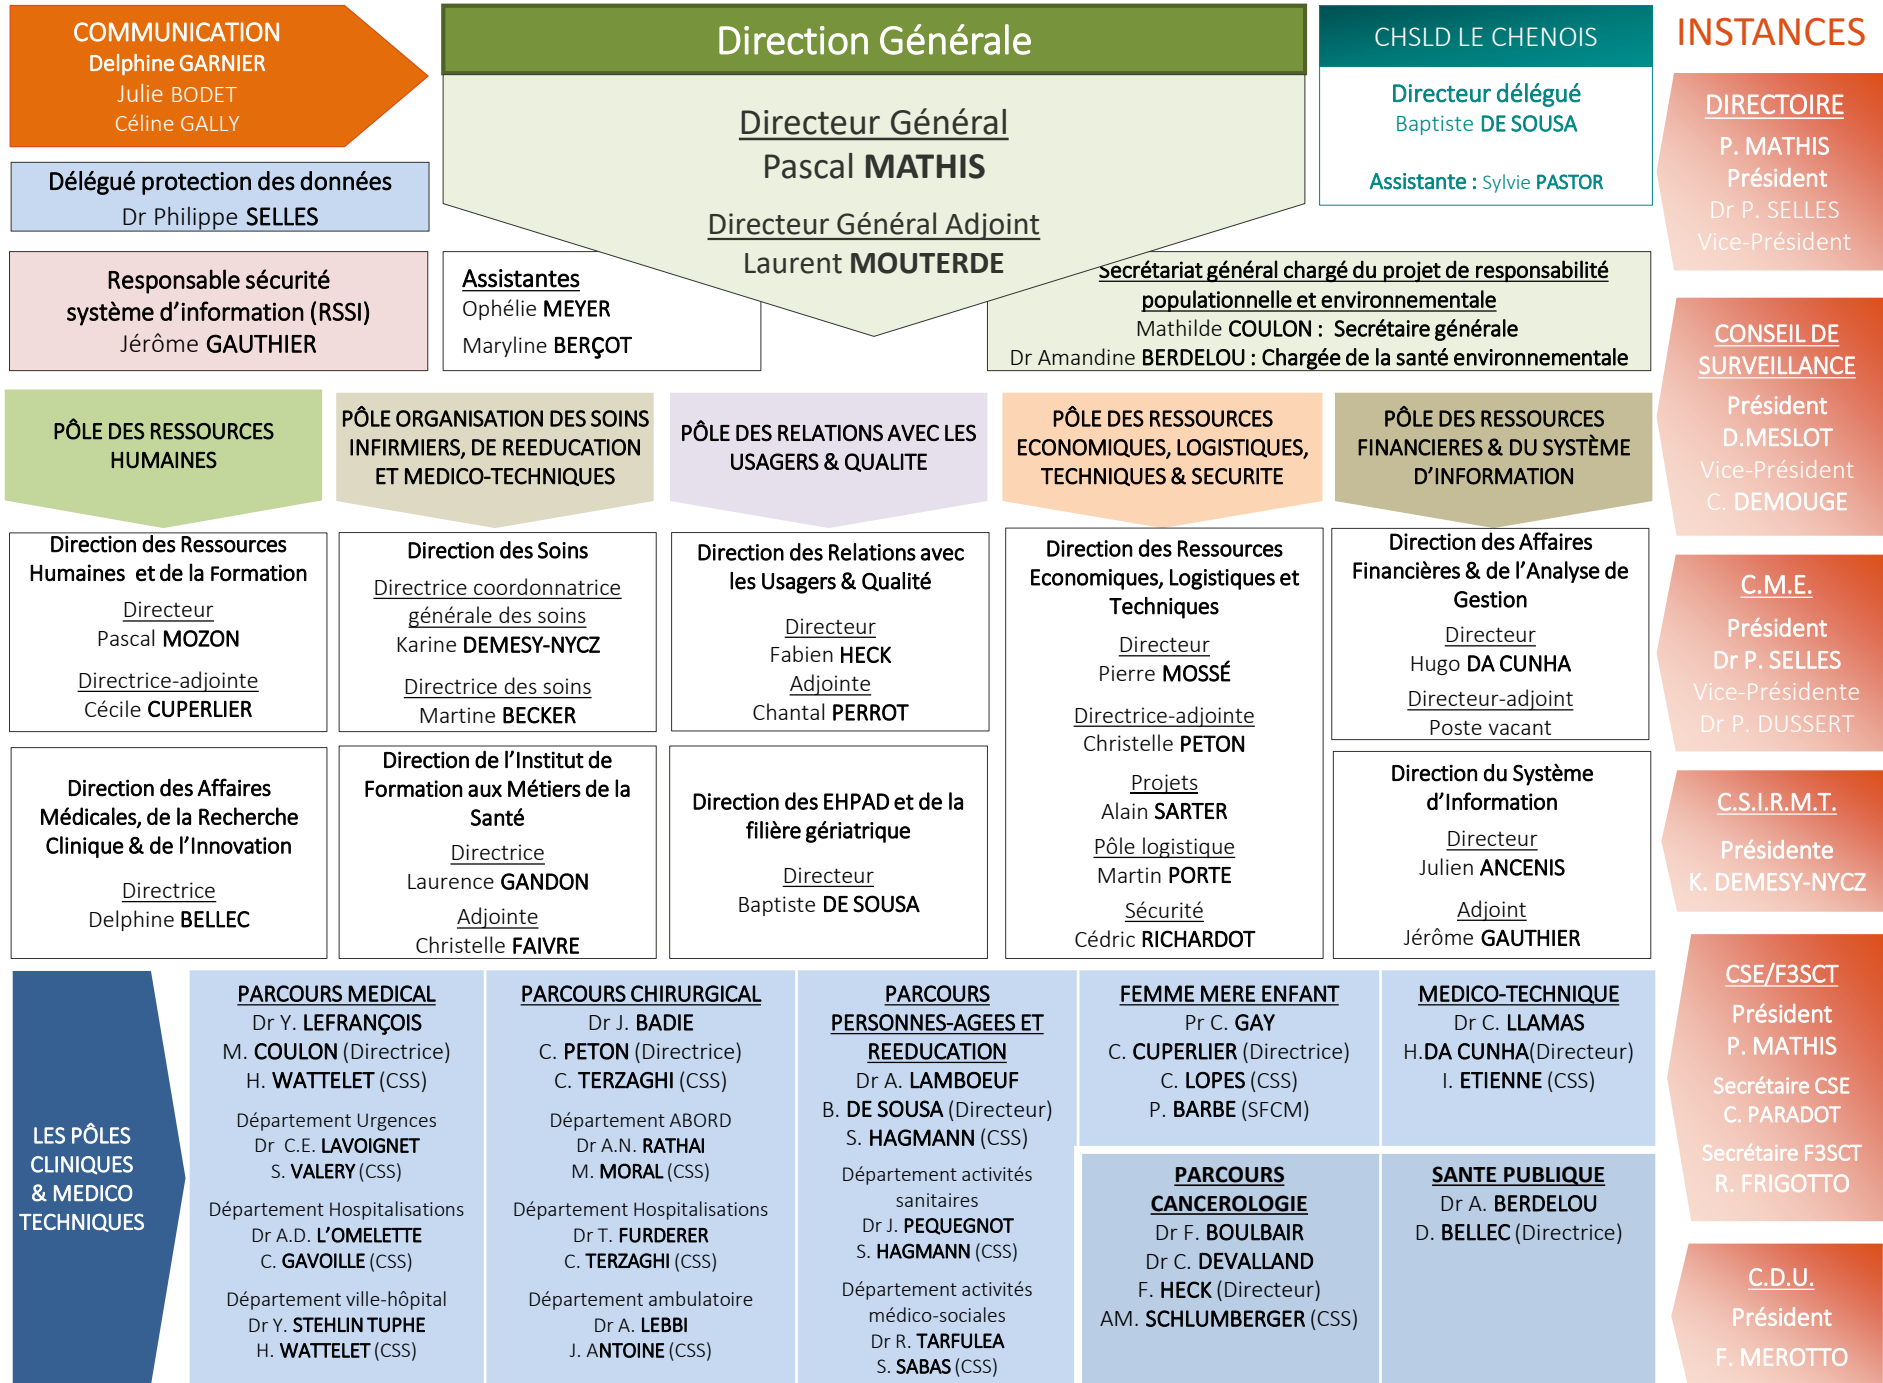 COMMUNICATION
Delphine GARNIER
Julie BODET
Céline GALLY
Direction Générale
Directeur Général
Pascal MATHIS
Directeur Général Adjoint
Laurent MOUTERDE
CHSLD LE CHENOIS
Directeur délégué
Baptiste DE SOUSA
Assistante : Sylvie PASTOR
Délégué protection des données
Dr Philippe SELLES
Responsable sécurité
système d’information (RSSI)
Jérôme GAUTHIER
Assistantes
Ophélie MEYER
Maryline BERÇOT
Secrétariat général chargé du projet de responsabilité
populationnelle et environnementale
Mathilde COULON : Secrétaire générale
Dr Amandine BERDELOU : Chargée de la santé environnementale
PÔLE DES RESSOURCES
HUMAINES
PÔLE ORGANISATION DES SOINS
INFIRMIERS, DE REEDUCATION
ET MEDICO-TECHNIQUES
PÔLE DES RELATIONS AVEC LES
USAGERS & QUALITE
PÔLE DES RESSOURCES
ECONOMIQUES, LOGISTIQUES,
TECHNIQUES & SECURITE
PÔLE DES RESSOURCES
FINANCIERES & DU SYSTÈME
D’INFORMATION
Direction des Ressources
Humaines et de la Formation
Directeur
Pascal MOZON
Directrice-adjointe
Cécile CUPERLIER
Direction des Affaires
Médicales, de la Recherche
Clinique & de l’Innovation
Directrice
Delphine BELLEC
Direction des Soins
Directrice coordonnatrice
générale des soins
Karine DEMESY-NYCZ
Directrice des soins
Martine BECKER
Direction de l’Institut de
Formation aux Métiers de la
Santé
Directrice
Laurence GANDON
Adjointe
Christelle FAIVRE
Direction des Relations avec
les Usagers & Qualité
Directeur
Fabien HECK
Adjointe
Chantal PERROT
Direction des EHPAD et de la
filière gériatrique
Directeur
Baptiste DE SOUSA
Direction des Ressources
Economiques, Logistiques et
Techniques
Directeur
Pierre MOSSÉ
Directrice-adjointe
Christelle PETON
Projets
Alain SARTER
Pôle logistique
Martin PORTE
Sécurité
Cédric RICHARDOT
Direction des Affaires
Financières & de l’Analyse de
Gestion
Directeur
Hugo DA CUNHA
Directeur-adjoint
Poste vacant
Direction du Système
d’Information
Directeur
Julien ANCENIS
Adjoint
Jérôme GAUTHIER
LES PÔLES
CLINIQUES
& MEDICO
TECHNIQUES
PARCOURS MEDICAL
Dr Y. LEFRANÇOIS
M. COULON (Directrice)
H. WATTELET (CSS)
Département Urgences
Dr C.E. LAVOIGNET
S. VALERY (CSS)
Département Hospitalisations
Dr A.D. L’OMELETTE
C. GAVOILLE (CSS)
Département ville-hôpital
Dr Y. STEHLIN TUPHE
H. WATTELET (CSS)
PARCOURS CHIRURGICAL
Dr J. BADIE
C. PETON (Directrice)
C. TERZAGHI (CSS)
Département ABORD
Dr A.N. RATHAI
M. MORAL (CSS)
Département Hospitalisations
Dr T. FURDERER
C. TERZAGHI (CSS)
Département ambulatoire
Dr A. LEBBI
J. ANTOINE (CSS)
PARCOURS
PERSONNES-AGEES ET
REEDUCATION
Dr A. LAMBOEUF
B. DE SOUSA (Directeur)
S. HAGMANN (CSS)
Département activités
sanitaires
Dr J. PEQUEGNOT
S. HAGMANN (CSS)
Département activités
médico-sociales
Dr R. TARFULEA
S. SABAS (CSS)
FEMME MERE ENFANT
Pr C. GAY
C. CUPERLIER (Directrice)
C. LOPES (CSS)
P. BARBE (SFCM)
PARCOURS
CANCEROLOGIE
Dr F. BOULBAIR
Dr C. DEVALLAND
F. HECK (Directeur)
AM. SCHLUMBERGER (CSS)
MEDICO-TECHNIQUE
Dr C. LLAMAS
H.DA CUNHA(Directeur)
I. ETIENNE (CSS)
SANTE PUBLIQUE
Dr A. BERDELOU
D. BELLEC (Directrice)
INSTANCES
DIRECTOIRE
P. MATHIS
Président
Dr P. SELLES
Vice-Président
CONSEIL DE
SURVEILLANCE
Président
D.MESLOT
Vice-Président
C. DEMOUGE
C.M.E.
Président
Dr P. SELLES
Vice-Présidente
Dr P. DUSSERT
C.S.I.R.M.T.
Présidente
K. DEMESY-NYCZ
CSE/F3SCT
Président
P. MATHIS
Secrétaire CSE
C. PARADOT
Secrétaire F3SCT
R. FRIGOTTO
C.D.U.
Président
F. MEROTTO